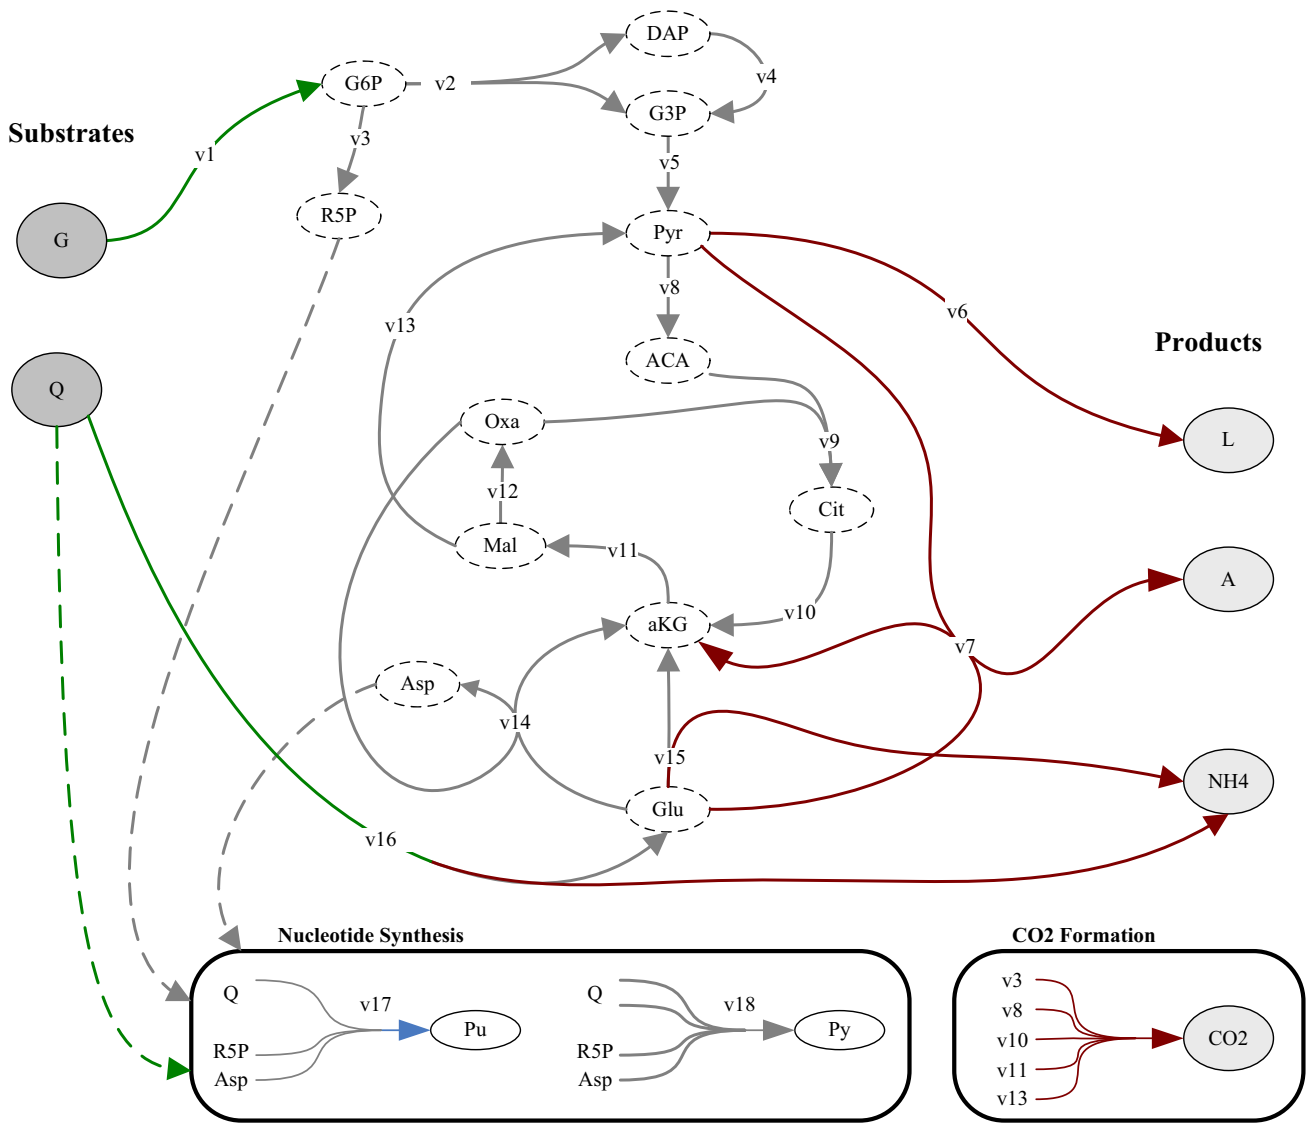 DAP
G6P
v2
v4
G3P
Substrates
v3
v1
v5
R5P
Pyr
G
v8
v6
v13
Products
ACA
Q
Oxa
v9
L
v12
Cit
Mal
v11
A
v10
aKG
v7
Asp
v14
v15
NH4
Glu
v16
Nucleotide Synthesis
CO2 Formation
Q
v17
Pu
R5P
Asp
Q
v18
Py
R5P
Asp
v3
v8
v10
v11
v13
CO2